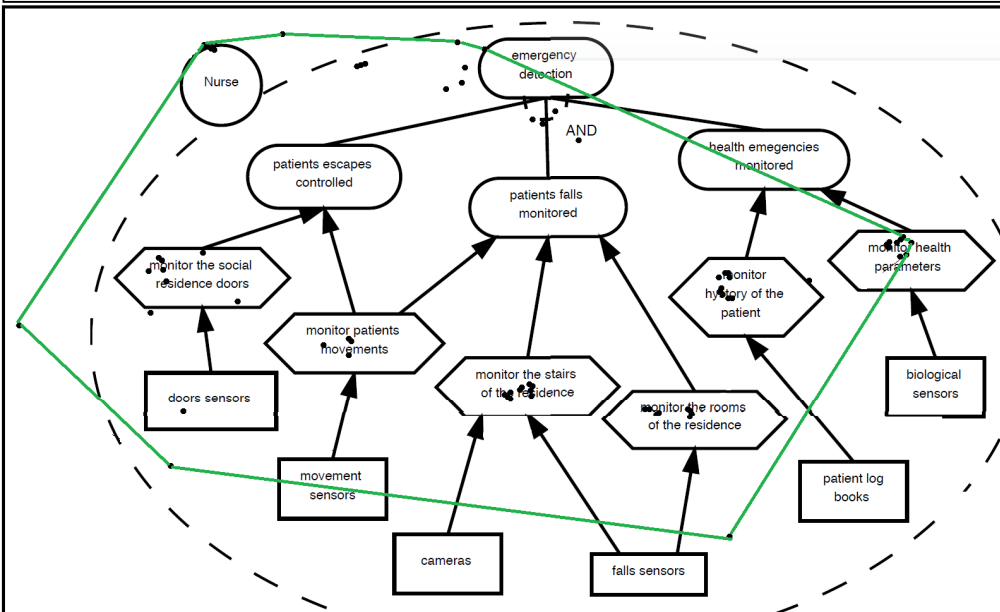 Nurse
emergency
detection
AND
patients escapes
controlled
patients falls
monitored
health emegencies
monitored
monitor the social
residence doors
monitor patients
movements
monitor the stairs
of the residence
monitor the rooms
of the residence
monitor
hystory of the
patient
monitor health
parameters
doors sensors
movement
sensors
cameras
falls sensors
patient log
books
biological
sensors